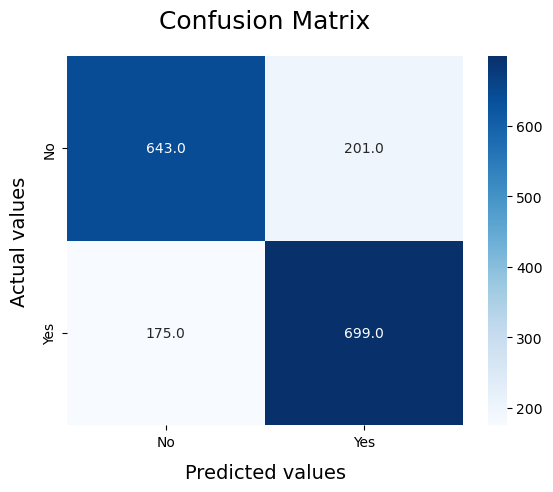 Confusion Matrix
Actual values
No
643.0
201.0
Yes
175.0
699.0
No
Yes
Predicted values
600
500
400
300
200